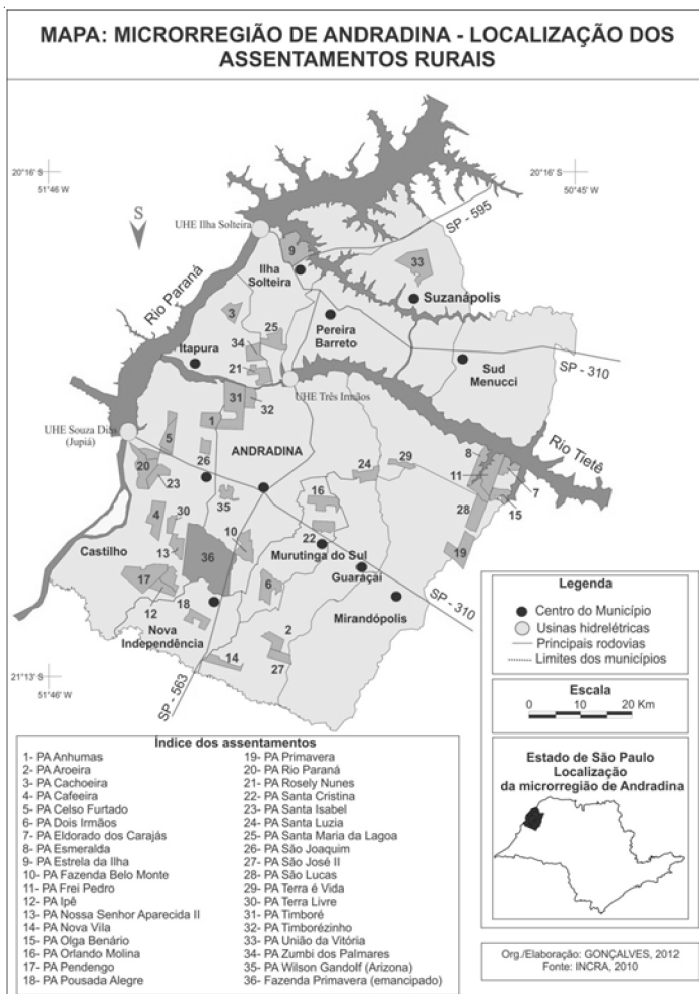 MAPA: MICRORREGIÃO DE ANDRADINA - LOCALIZAÇÃO DOS
ASSENTAMENTOS RURAIS
20°16' S
51°46 W
20°16' S
50°45' W
S
UHE Ilha Solteira
SP - 595
9
33
Ilha
Solteira
Suzanápolis
Rio Paraná
3
25
Pereira
Barreto
34
Itapura
21
Sud
Menucci
SP - 310
UHE Três Irmãos
31
32
1
UHE Souza Dias
(Jupiá)
5
ANDRADINA
Rio Tietê
8
26
24
29
20
11
7
23
35
16
15
28
4
30
10
22
13
36
Murutinga do Sul
19
Castilho
Guaraçaí
17
6
SP - 310
12
18
Mirandópolis
Nova
Independência
2
14
27
21°13' S
51°46' W
SP-563
Legenda
Centro do Município
Usinas hidrelétricas
Principais rodovias
Limites dos municípios
Escala
0 10 20 Km
Estado de São Paulo
Localização
da microrregião de Andradina
Org./Elaboração: GONÇALVES, 2012
Fonte: INCRA, 2010
Índice dos assentamentos
1- PA Anhumas
2- PA Aroeira
3- PA Cachoeira
4- PA Cafeeira
5- PA Celso Furtado
6- PA Dois Irmãos
7- PA Eldorado dos Carajás
8- PA Esmeralda
9- PA Estrela da Ilha
10- PA Fazenda Belo Monte
11- PA Frei Pedro
12- PA Ipê
13- PA Nossa Senhor Aparecida II
14- PA Nova Vila
15- PA Olga Benário
16- PA Orlando Molina
17- PA Pendengo
18- PA Pousada Alegre
19- PA Primavera
20- PA Rio Paraná
21- PA Rosely Nunes
22- PA Santa Cristina
23- PA Santa Isabel
24- PA Santa Luzia
25- PA Santa Maria da Lagoa
26- PA São Joaquim
27- PA São José II
28- PA São Lucas
29- PA Terra é Vida
30- PA Terra Livre
31- PA Timboré
32- PA Timborézinho
33- PA União da Vitória
34- PA Zumbi dos Palmares
35- PA Wilson Gandolf (Arizona)
36- Fazenda Primavera (emancipado)